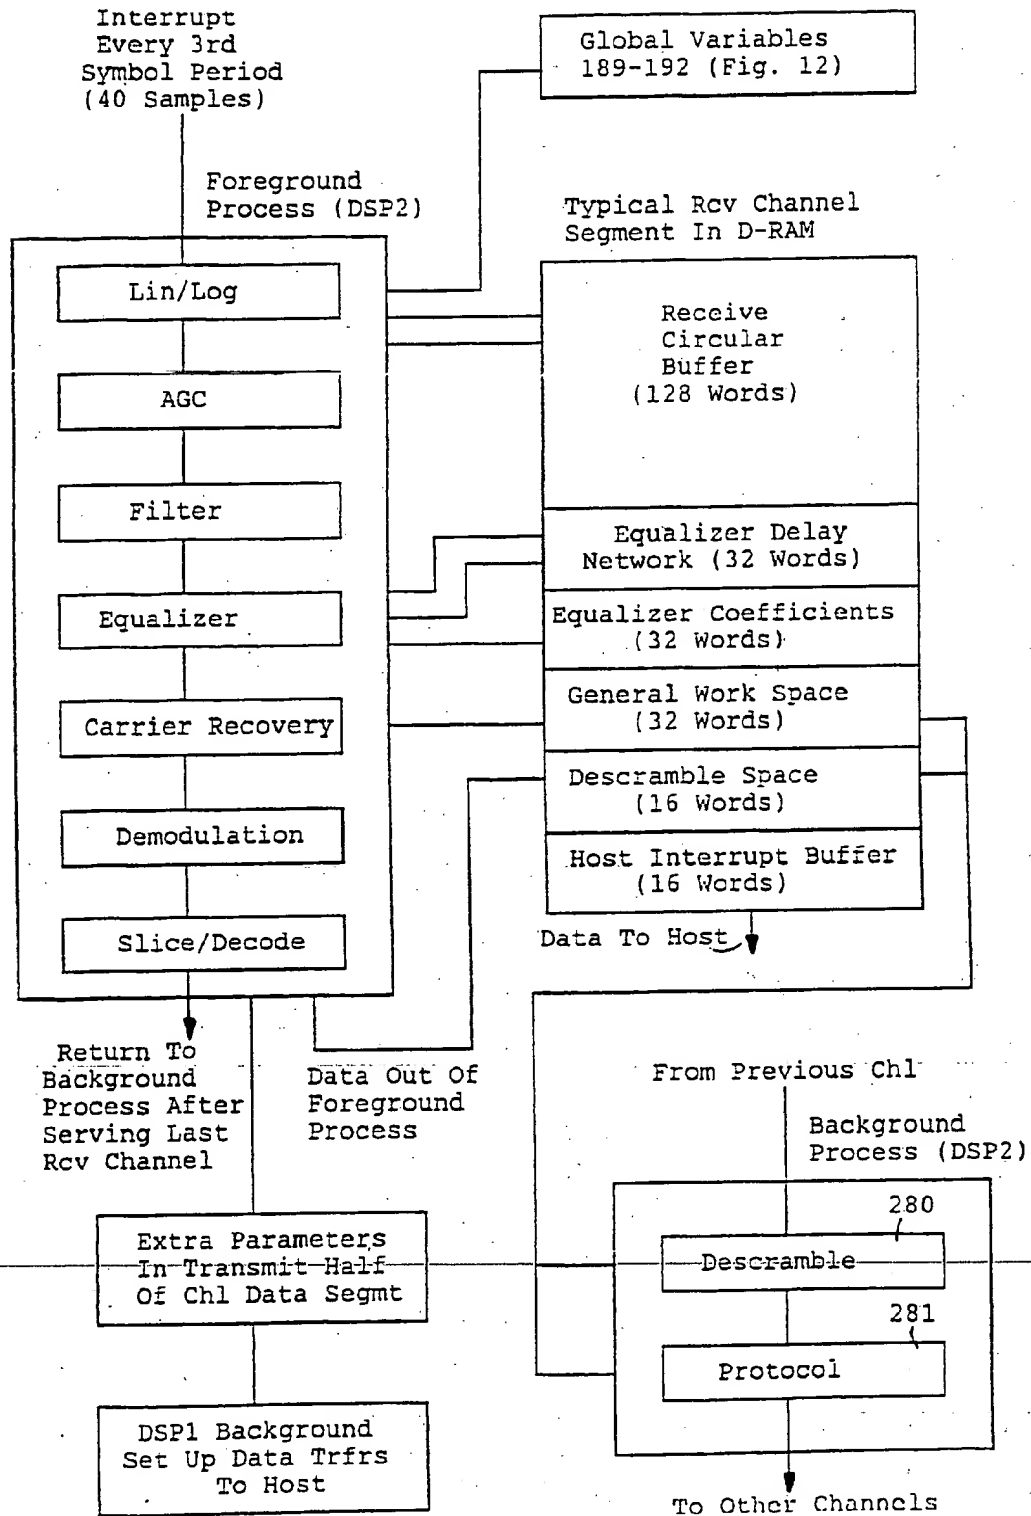 Interrupt
Every 3rd
Symbol Period
(40 Samples)
Global Variables
189-192 (Fig. 12)
Foreground
Process (DSP2)
Typical Rcv Channel
Segment In D-RAM
Lin/Log
AGC
Filter
Equalizer
Carrier Recovery
Demodulation
Slice/Decode
Receive
Circular
Buffer
(128 Words)
Equalizer Delay
Network (32 Words)
Equalizer Coefficients
(32 Words)
General Work Space
(32 Words)
Descramble Space
(16 Words)
Host Interrupt Buffer
(16 Words)
Data To Host
Return To
Background
Process After
Serving Last
Rcv Channel
Data Out Of
Foreground
Process
From Previous Chl
Background
Process (DSP2)
280
Descramble
281
Protocol
To Other Channels
Extra Parameters
In Transmit Half
Of Chl Data Segmt
DSP1 Background
Set Up Data Trfrs
To Host